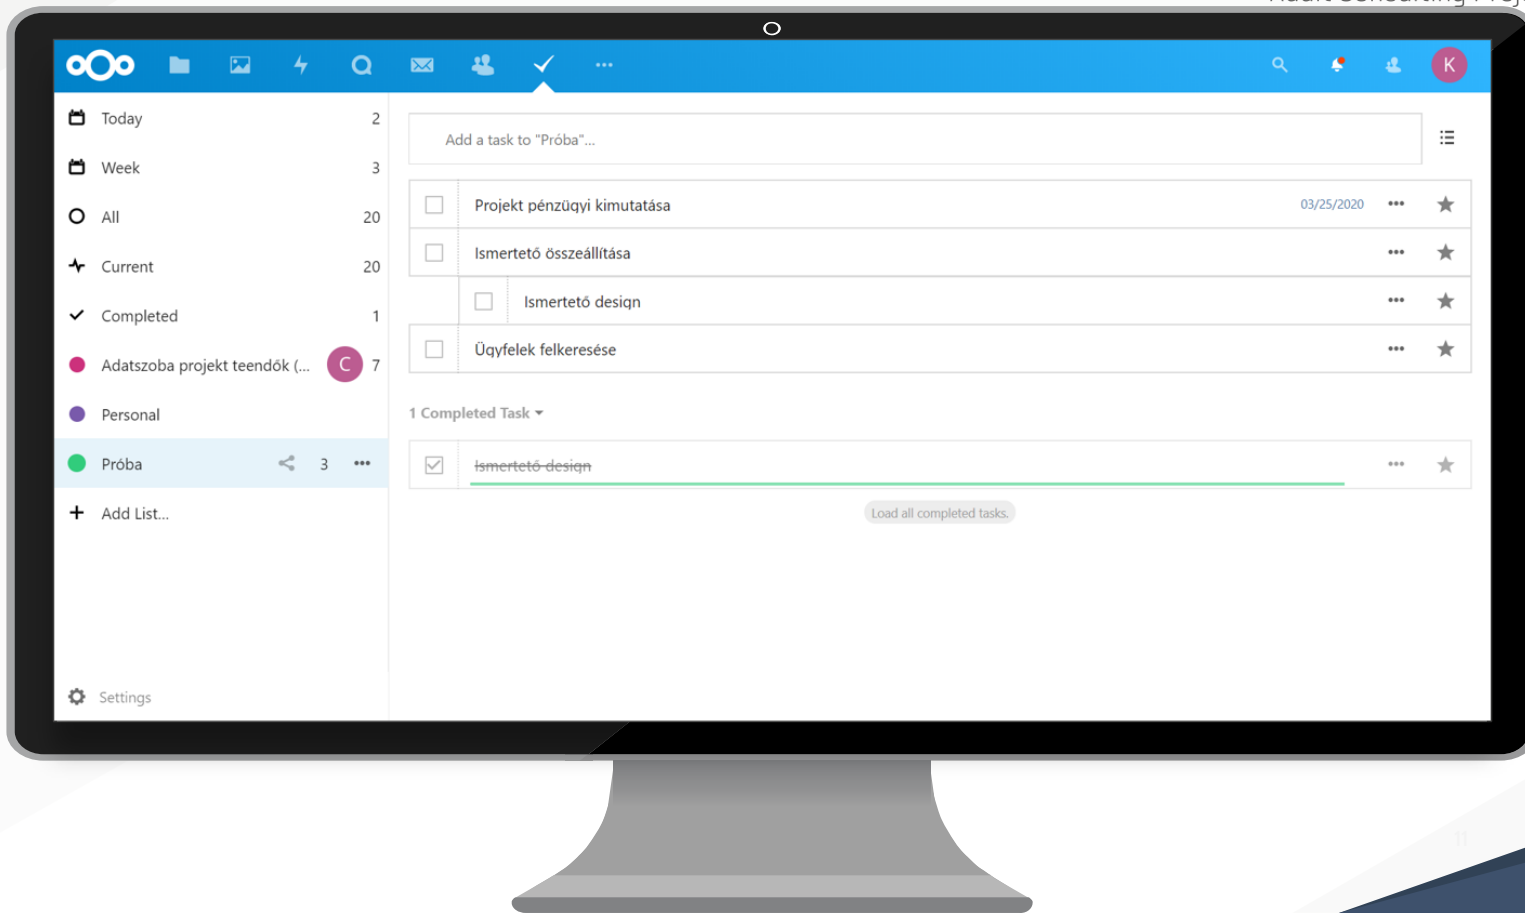 K
Today 2
Week 3
All 20
Current 20
Completed 1
Adatszoba projekt teendők (... C 7
Personal
Próba 3
Add List...
Settings
Add a task to "Próba"...
Projekt pénzügyi kimutatása 03/25/2020
Ismertető összeállítása
Ismertető design
Ügyfelek felkeresése
1 Completed Task
Ismertető design
Load all completed tasks.
11